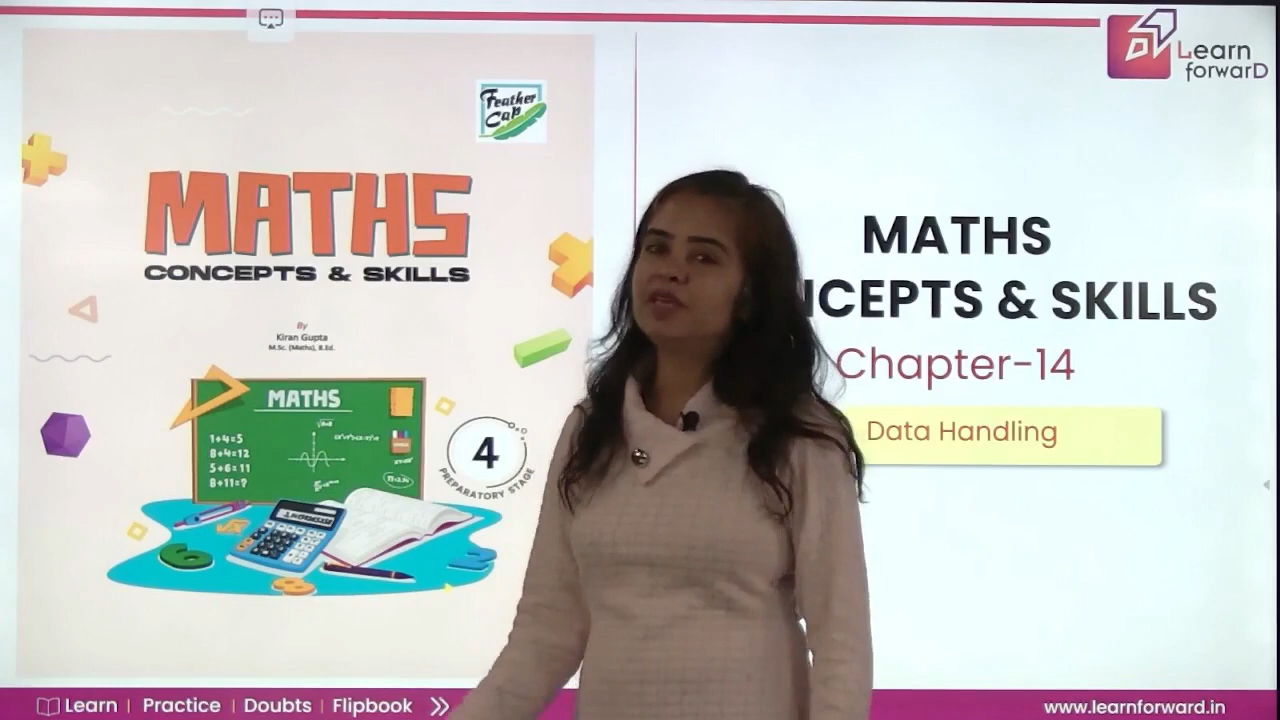 Learn
forwarD
Feather
Cap
MATHS
CONCEPTS & SKILLS
By
Kiran Gupta
M.Sc. (Maths), B.Ed.
MATHS
1+4=5
8+4=12
5+6=11
8+11=?
4
PREPARATORY STAGE
6
8
MATHS
NCEPTS & SKILLS
Chapter-14
Data Handling
Learn | Practice | Doubts | Flipbook
www.learnforward.in